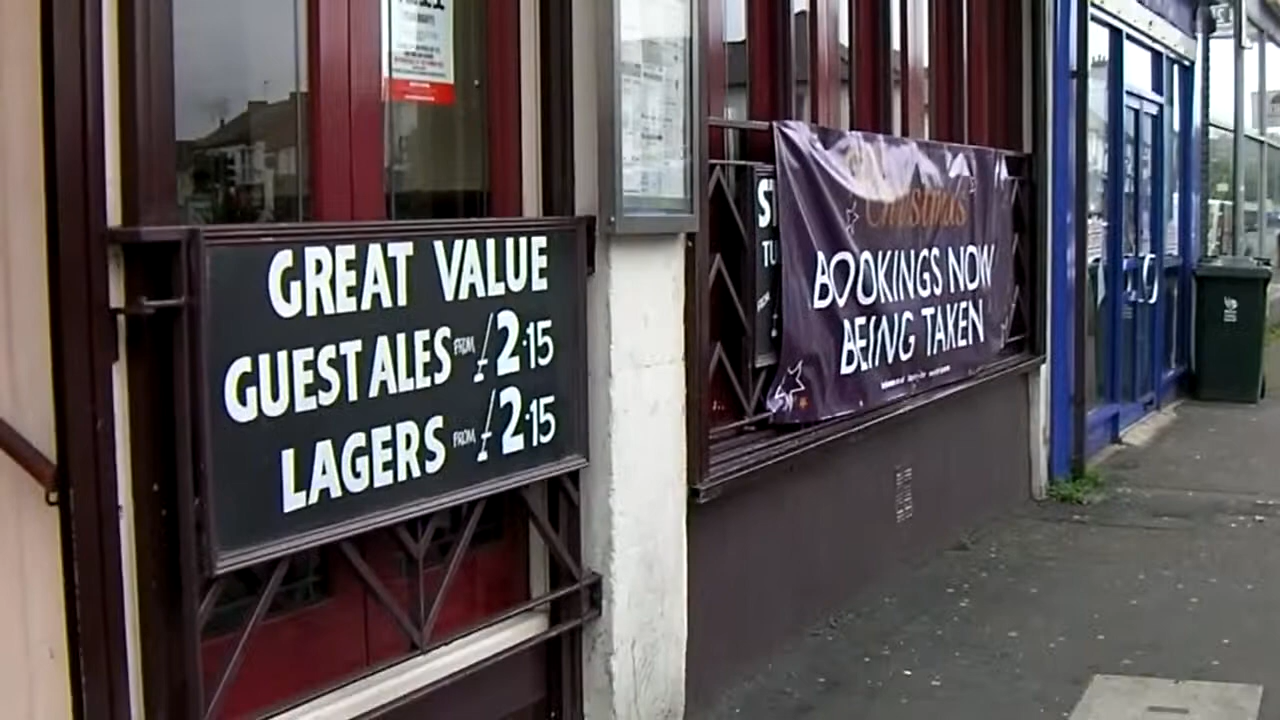 GREAT VALUE
GUEST ALES FROM £2.15
LAGERS FROM £2.15
Christmas
BOOKINGS NOW
BEING TAKEN